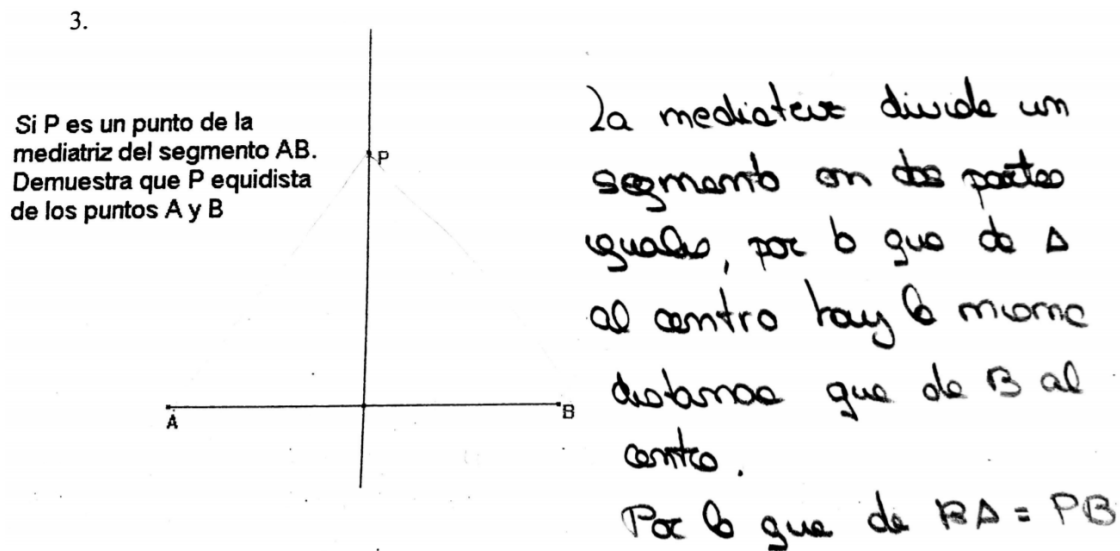 3.
Si P es un punto de la
mediatriz del segmento AB.
Demuestra que P equidista
de los puntos A y B
P
A
B
La mediatriz divide un
segmento en dos partes
iguales, por lo que de A
al centro hay la misma
distancia que de B al
centro.
Por lo que de PA = PB